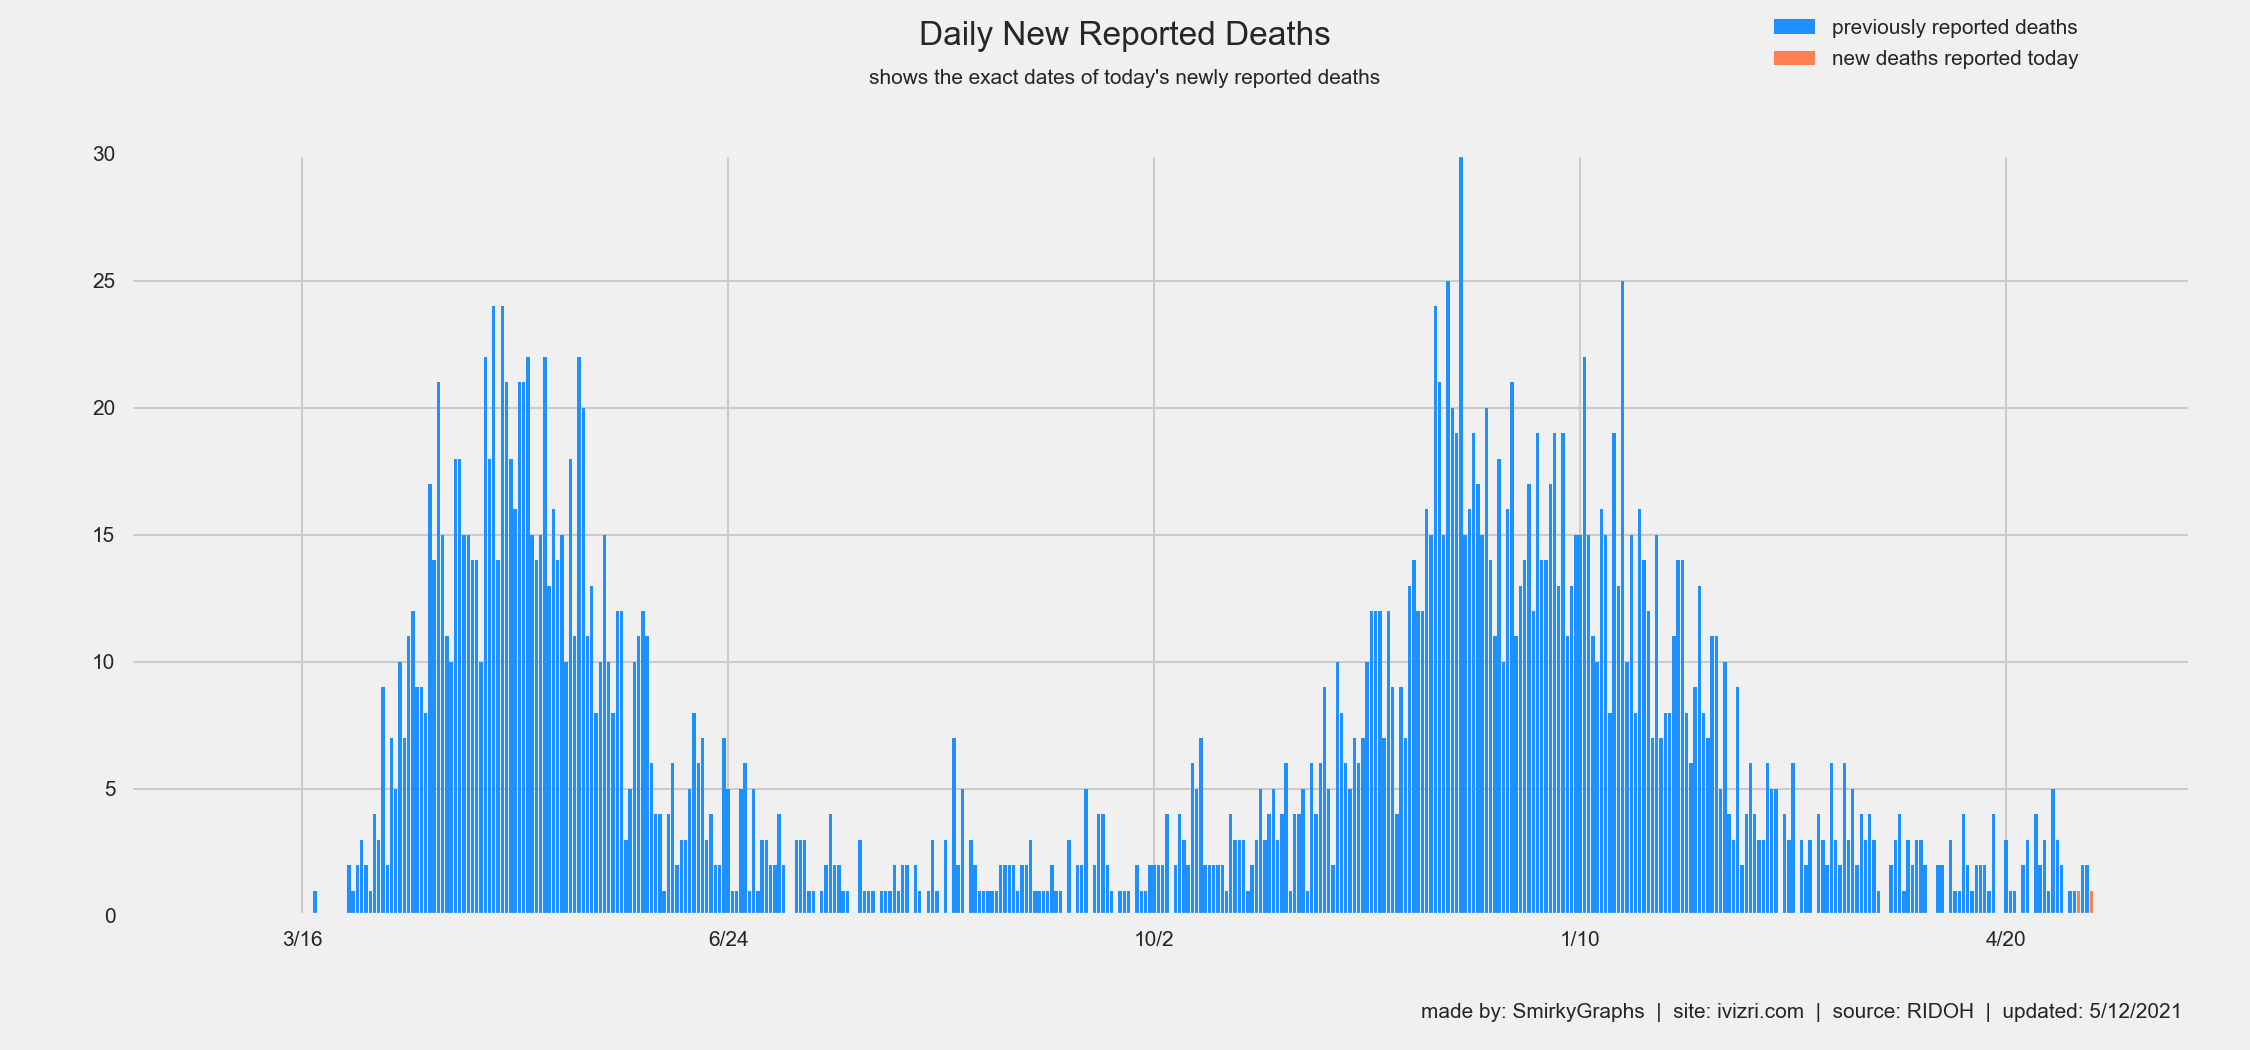 Daily New Reported Deaths
shows the exact dates of today's newly reported deaths
previously reported deaths
new deaths reported today
30
25
20
15
10
5
0
3/16 6/24 10/2 1/10 4/20
made by: SmirkyGraphs | site: ivizri.com | source: RIDOH | updated: 5/12/2021